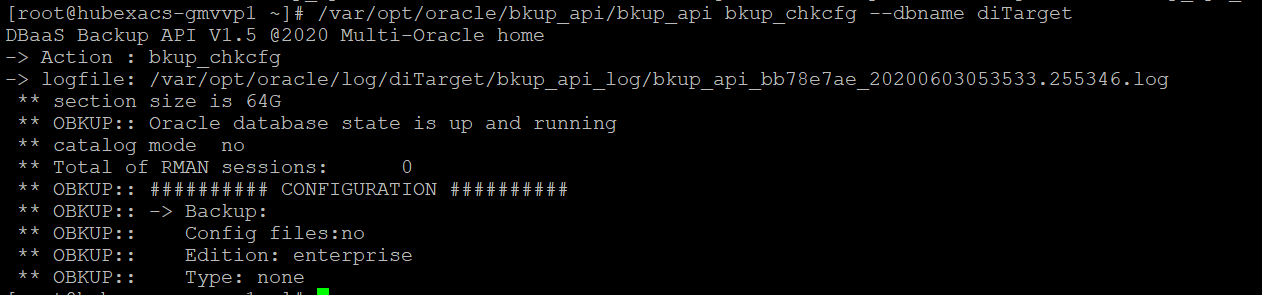 [root@hubexacs-gmvvp1 ~]# /var/opt/oracle/bkup_api/bkup_api bkup_chkcfg --dbname diTarget
DBaaS Backup API V1.5 @2020 Multi-Oracle home
-> Action : bkup_chkcfg
-> logfile: /var/opt/oracle/log/diTarget/bkup_api_log/bkup_api_bb78e7ae_20200603053533.255346.log
** section size is 64G
** OBKUP:: Oracle database state is up and running
** catalog mode  no
** Total of RMAN sessions:      0
** OBKUP:: ########## CONFIGURATION ##########
** OBKUP:: -> Backup:
** OBKUP::    Config files:no
** OBKUP::    Edition: enterprise
** OBKUP::    Type: none